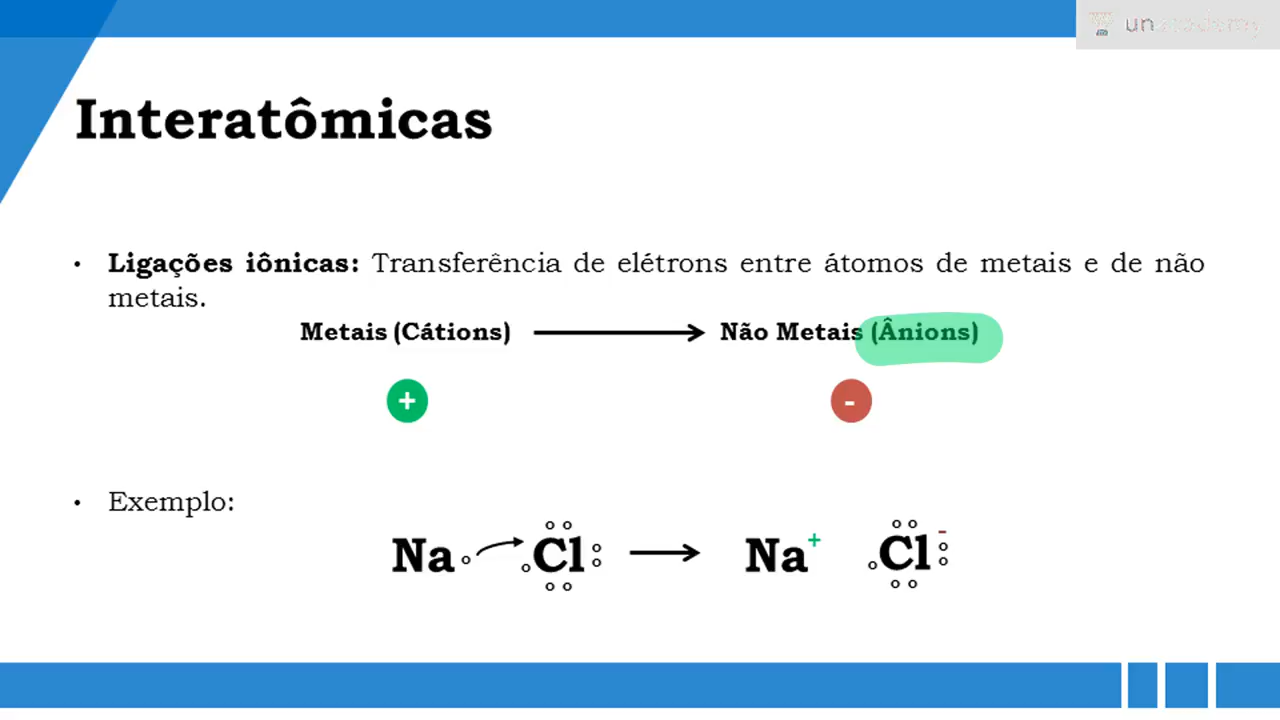 unacademy
Interatômicas
• Ligações iônicas: Transferência de elétrons entre átomos de metais e de não
metais.
Metais (Cátions) Não Metais (Ânions)
+ -
• Exemplo:
Na Cl Na+ Cl-